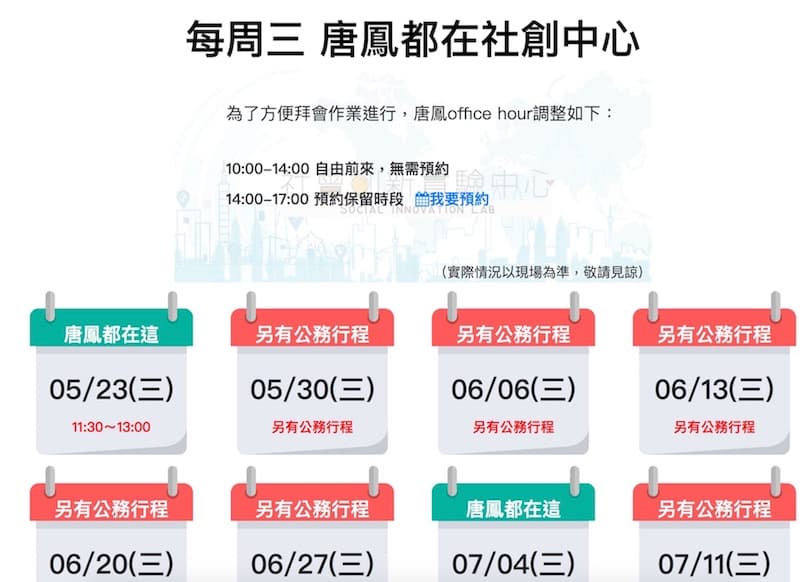 每周三 唐鳳都在社創中心
為了方便拜會作業進行，唐鳳office hour調整如下：
10:00-14:00 自由前來，無需預約
社會創新實驗中心
14:00-17:00 預約保留時段 我要預約
SOCIAL INNOVATION LAB
（實際情況以現場為準，敬請見諒）
唐鳳都在這
另有公務行程
另有公務行程
另有公務行程
05/23(三)
05/30(三)
06/06(三)
06/13(三)
11:30～13:00
另有公務行程
另有公務行程
另有公務行程
另有公務行程
另有公務行程
唐鳳都在這
另有公務行程
06/20(三)
06/27(三)
07/04(三)
07/11(三)